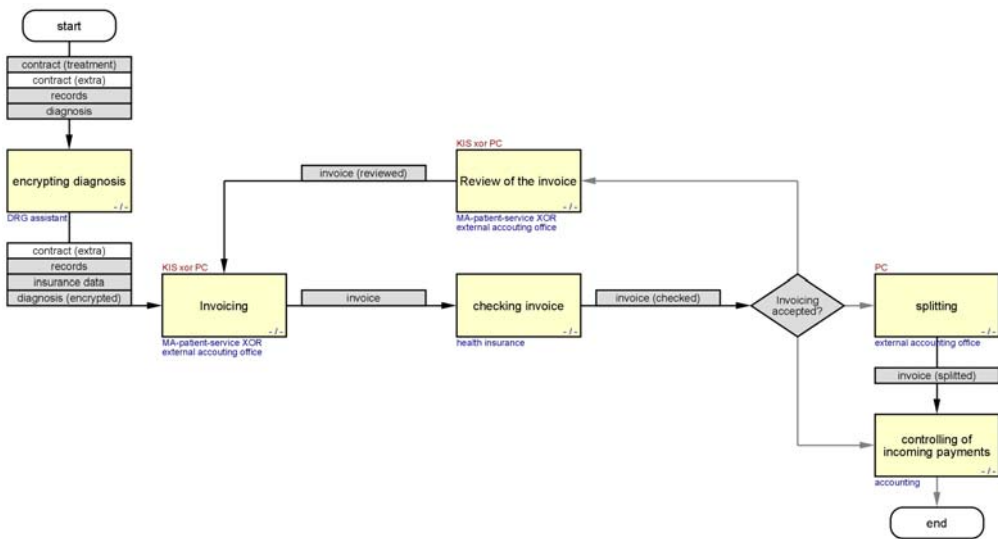 start
contract (treatment)
contract (extra)
records
diagnosis
encrypting diagnosis
- / -
DRG assistant
contract (extra)
records
insurance data
diagnosis (encrypted)
KIS xor PC
Review of the invoice
- / -
MA-patient-service XOR
external accouting office
invoice (reviewed)
KIS xor PC
Invoicing
- / -
MA-patient-service XOR
external accouting office
invoice
checking invoice
- / -
health insurance
invoice (checked)
Invoicing
accepted?
PC
splitting
- / -
external accounting office
invoice (splitted)
controlling of
incoming payments
- / -
accounting
end